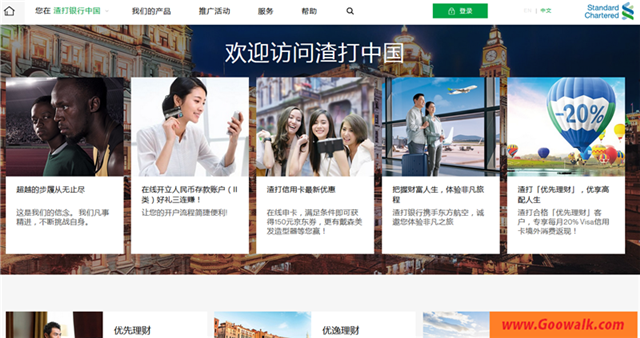 您在 渣打银行中国
我们的产品
推广活动
服务
帮助
登录
中文
Standard
Chartered
欢迎访问渣打中国
-20%
超越的步履从无止尽
这是我们的信念。我们凡事
精进，不断挑战自身。
在线开立人民币存款账户（II
类）好礼三连赚！
让您的开户流程简捷便利!
渣打信用卡最新优惠
在线申卡，满足条件即可获
得150元京东券，更有戴森美
发造型器等您赢！
把握财富人生，体验非凡旅
程
渣打银行携手东方航空，诚
邀您体验非凡之旅
渣打「优先理财」，优享高
配人生
渣打合格「优先理财」客
户，专享每月20% Visa信用
卡境外消费返现！
优先理财
优逸理财
www.Goowalk.com